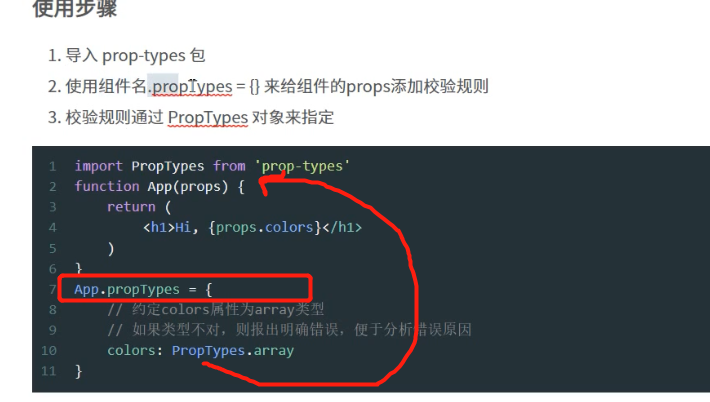 使用步骤
1. 导入 prop-types 包
2. 使用组件名.propTypes = {} 来给组件的props添加校验规则
3. 校验规则通过 PropTypes 对象来指定
1 import PropTypes from 'prop-types'
2 function App(props) {
3 return (
4 <h1>Hi, {props.colors}</h1>
5 )
6 }
7 App.propTypes = {
8 // 约定colors属性为array类型
9 // 如果类型不对，则报出明确错误，便于分析错误原因
10 colors: PropTypes.array
11 }